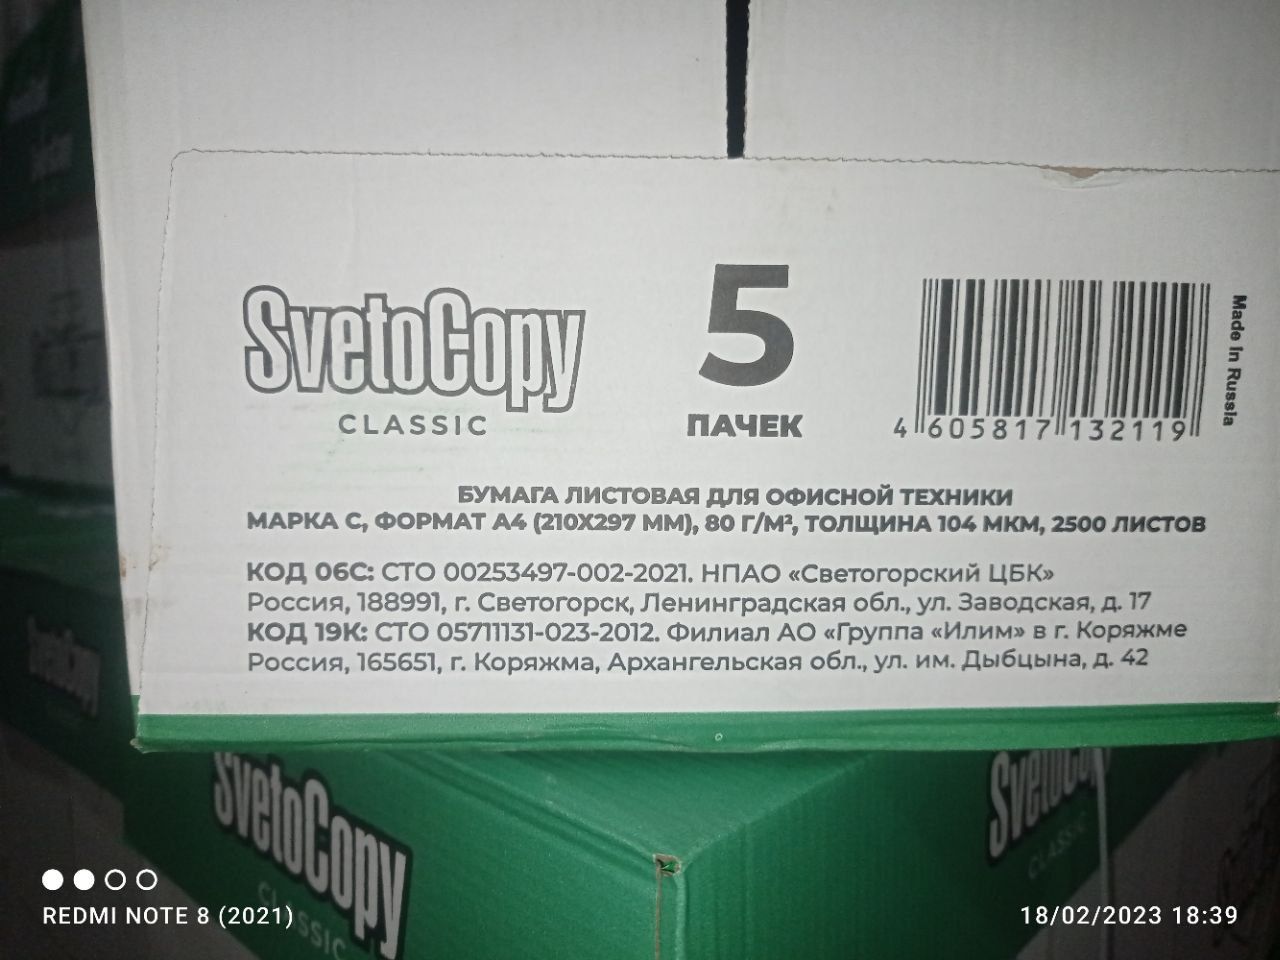 SvetoCopy
CLASSIC
5
ПАЧЕК
4 605817 132119
Made In Russia
БУМАГА ЛИСТОВАЯ ДЛЯ ОФИСНОЙ ТЕХНИКИ
МАРКА С, ФОРМАТ А4 (210Х297 ММ), 80 Г/М², ТОЛЩИНА 104 МКМ, 2500 ЛИСТОВ
КОД 06С: СТО 00253497-002-2021. НПАО «Светогорский ЦБК»
Россия, 188991, г. Светогорск, Ленинградская обл., ул. Заводская, д. 17
КОД 19К: СТО 05711131-023-2012. Филиал АО «Группа «Илим» в г. Коряжме
Россия, 165651, г. Коряжма, Архангельская обл., ул. им. Дыбцына, д. 42
SvetoCopy
SvetoCopy
CLASSIC
SvetoCopy
CLASSIC
REDMI NOTE 8 (2021)
18/02/2023 18:39